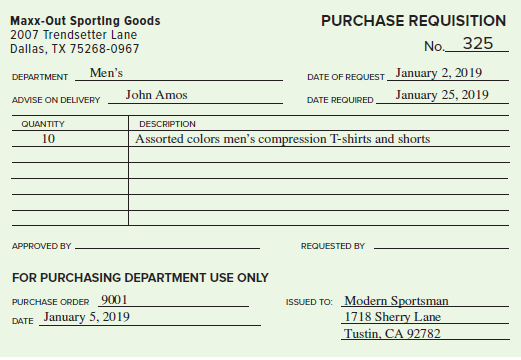 Maxx-Out Sporting Goods
2007 Trendsetter Lane
Dallas, TX 75268-0967
PURCHASE REQUISITION
No. 325
DEPARTMENT Men's
DATE OF REQUEST January 2, 2019
ADVISE ON DELIVERY John Amos
DATE REQUIRED January 25, 2019
QUANTITY DESCRIPTION
10 Assorted colors men's compression T-shirts and shorts
APPROVED BY
REQUESTED BY
FOR PURCHASING DEPARTMENT USE ONLY
PURCHASE ORDER 9001
DATE January 5, 2019
ISSUED TO: Modern Sportsman
1718 Sherry Lane
Tustin, CA 92782